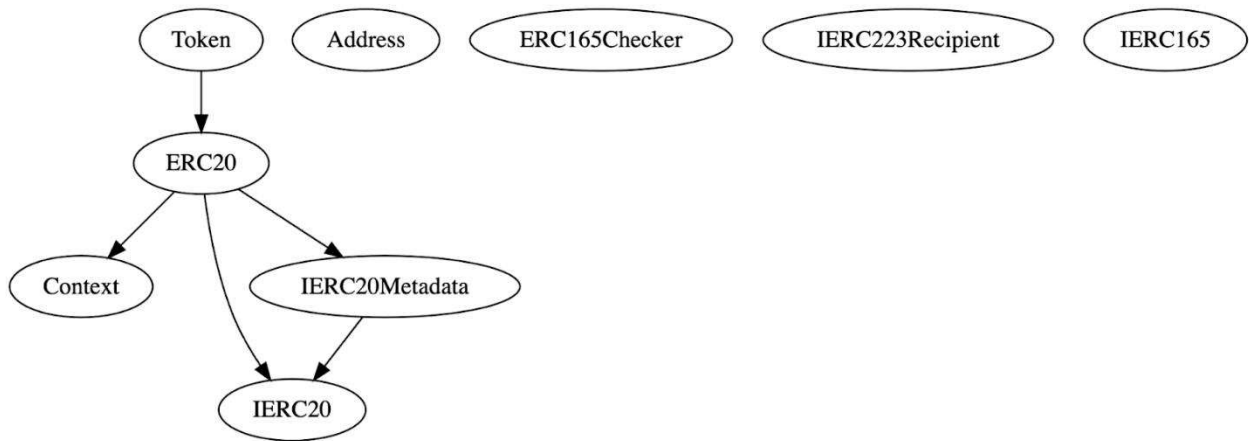 Token
Address
ERC165Checker
IERC223Recipient
IERC165
ERC20
Context
IERC20Metadata
IERC20